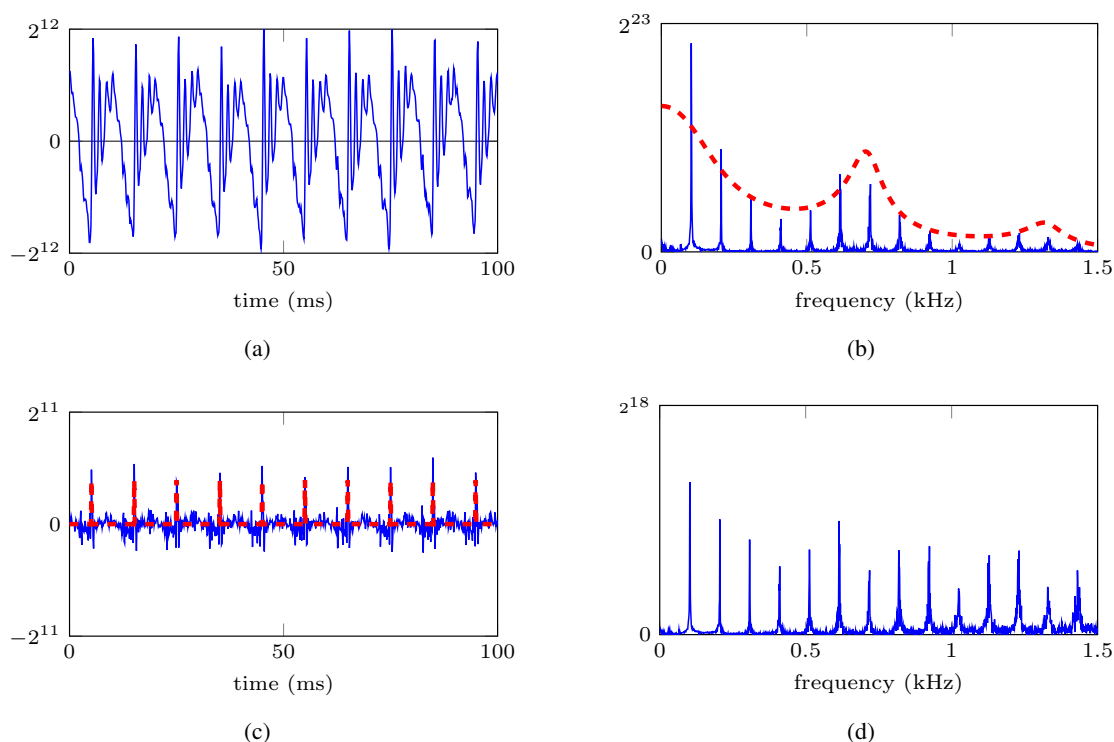 2^12
0
−2^12
0 50 100
time (ms)
(a)
2^23
0
0 0.5 1 1.5
frequency (kHz)
(b)
2^11
0
−2^11
0 50 100
time (ms)
(c)
2^18
0
0 0.5 1 1.5
frequency (kHz)
(d)